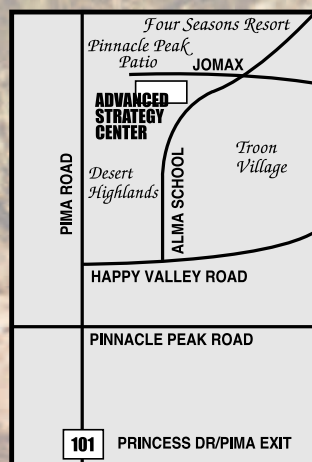 Four Seasons Resort
Pinnacle Peak
Patio
JOMAX
ADVANCED
STRATEGY
CENTER
Troon
Village
Desert
Highlands
PIMA ROAD
ALMA SCHOOL
HAPPY VALLEY ROAD
PINNACLE PEAK ROAD
101 PRINCESS DR/PIMA EXIT